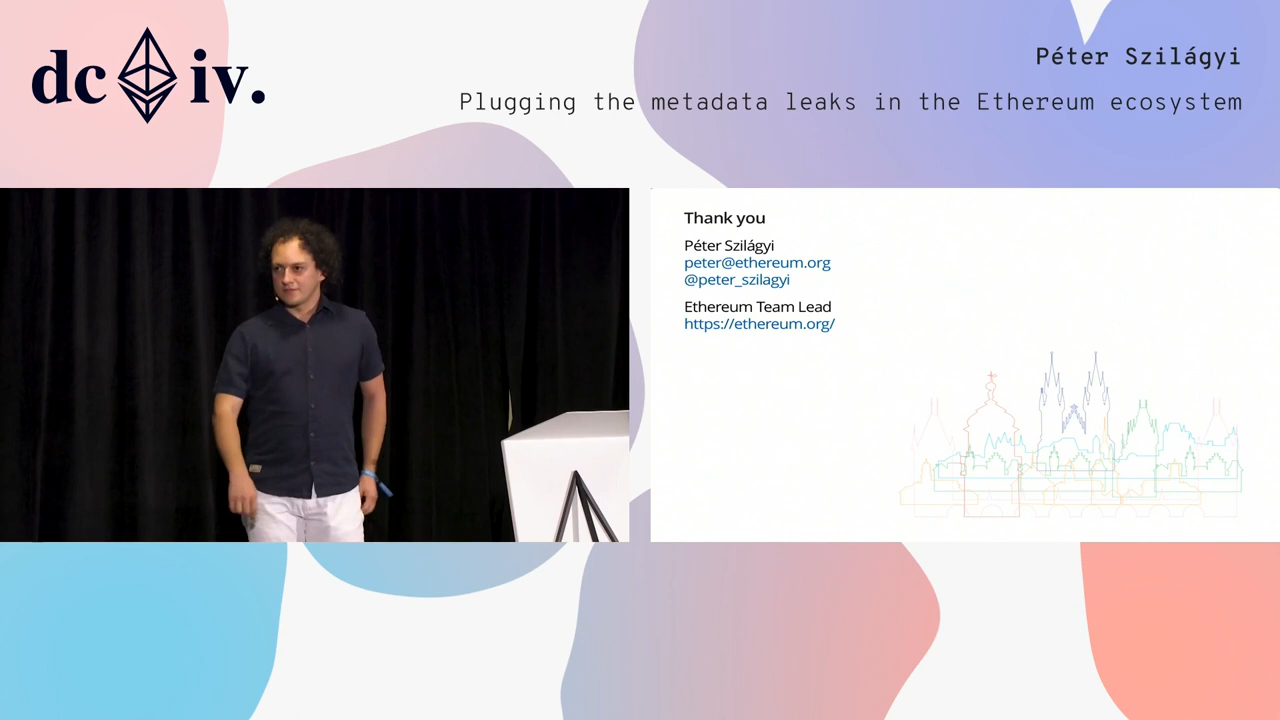 dc iv.
Péter Szilágyi
Plugging the metadata leaks in the Ethereum ecosystem
Thank you
Péter Szilágyi
peter@ethereum.org
@peter_szilagyi
Ethereum Team Lead
https://ethereum.org/